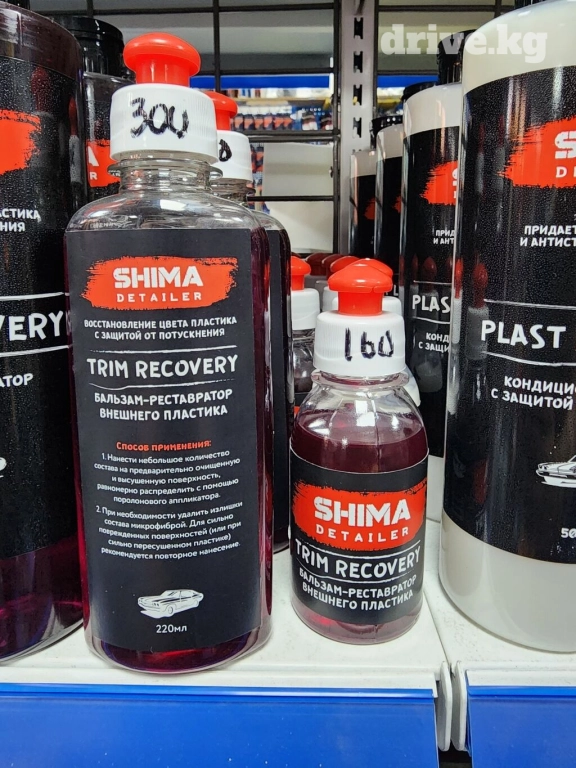 drive.kg
300
SHIMA
DETAILER
ВОССТАНОВЛЕНИЕ ЦВЕТА ПЛАСТИКА
С ЗАЩИТОЙ ОТ ПОТУСКНЕНИЯ
TRIM RECOVERY
БАЛЬЗАМ-РЕСТАВРАТОР
ВНЕШНЕГО ПЛАСТИКА
СПОСОБ ПРИМЕНЕНИЯ:
1. Нанести небольшое количество
состава на предварительно очищенную
и высушенную поверхность,
равномерно распределить с помощью
поролонового аппликатора.
2. При необходимости удалить излишки
состава микрофиброй. Для сильно
поврежденных поверхностей (или при
сильно пересушенном пластике)
рекомендуется повторное нанесение.
220мл
160
SHIMA
DETAILER
TRIM RECOVERY
БАЛЬЗАМ-РЕСТАВРАТОР
ВНЕШНЕГО ПЛАСТИКА
PLAST